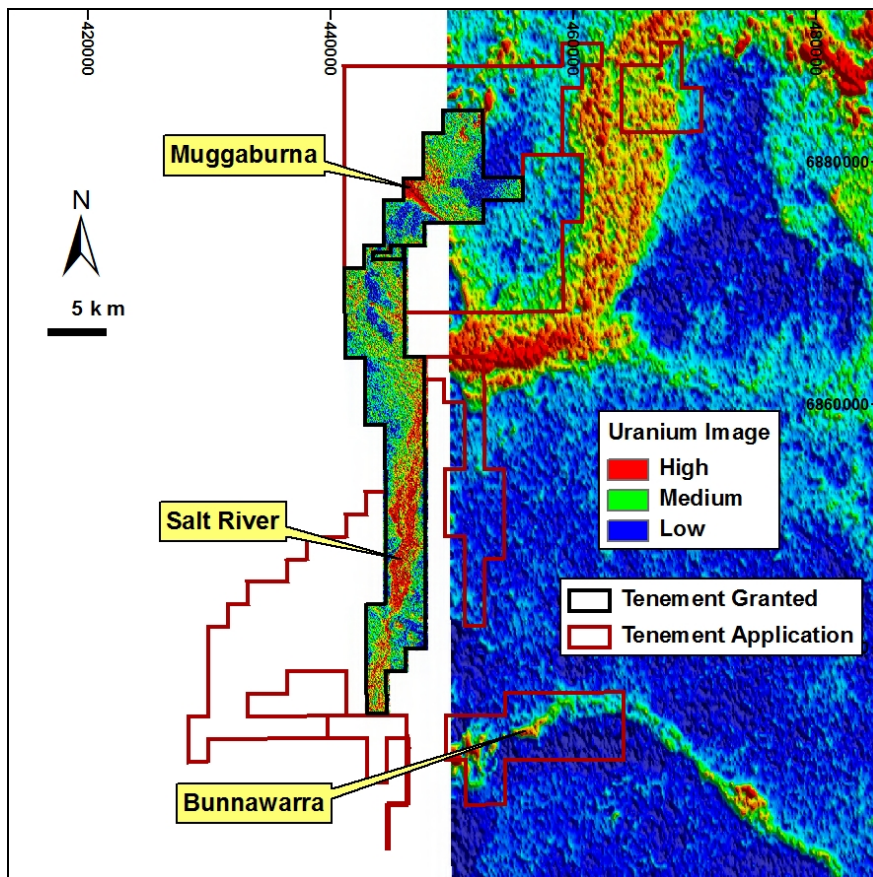 420000
440000
460000
480000
Muggaburna
6880000
N
5 k m
6860000
Uranium Image
High
Medium
Low
Salt River
Tenement Granted
Tenement Application
Bunnawarra